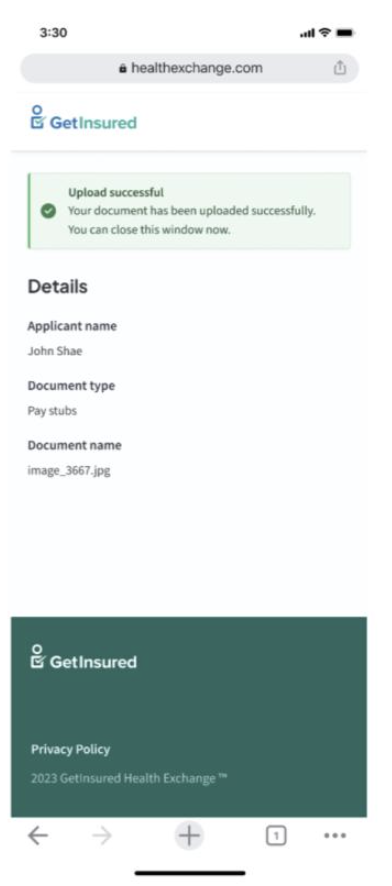 3:30
healthexchange.com
GetInsured
Upload successful
Your document has been uploaded successfully.
You can close this window now.
Details
Applicant name
John Shae
Document type
Pay stubs
Document name
image_3667.jpg
GetInsured
Privacy Policy
2023 GetInsured Health Exchange ™
1